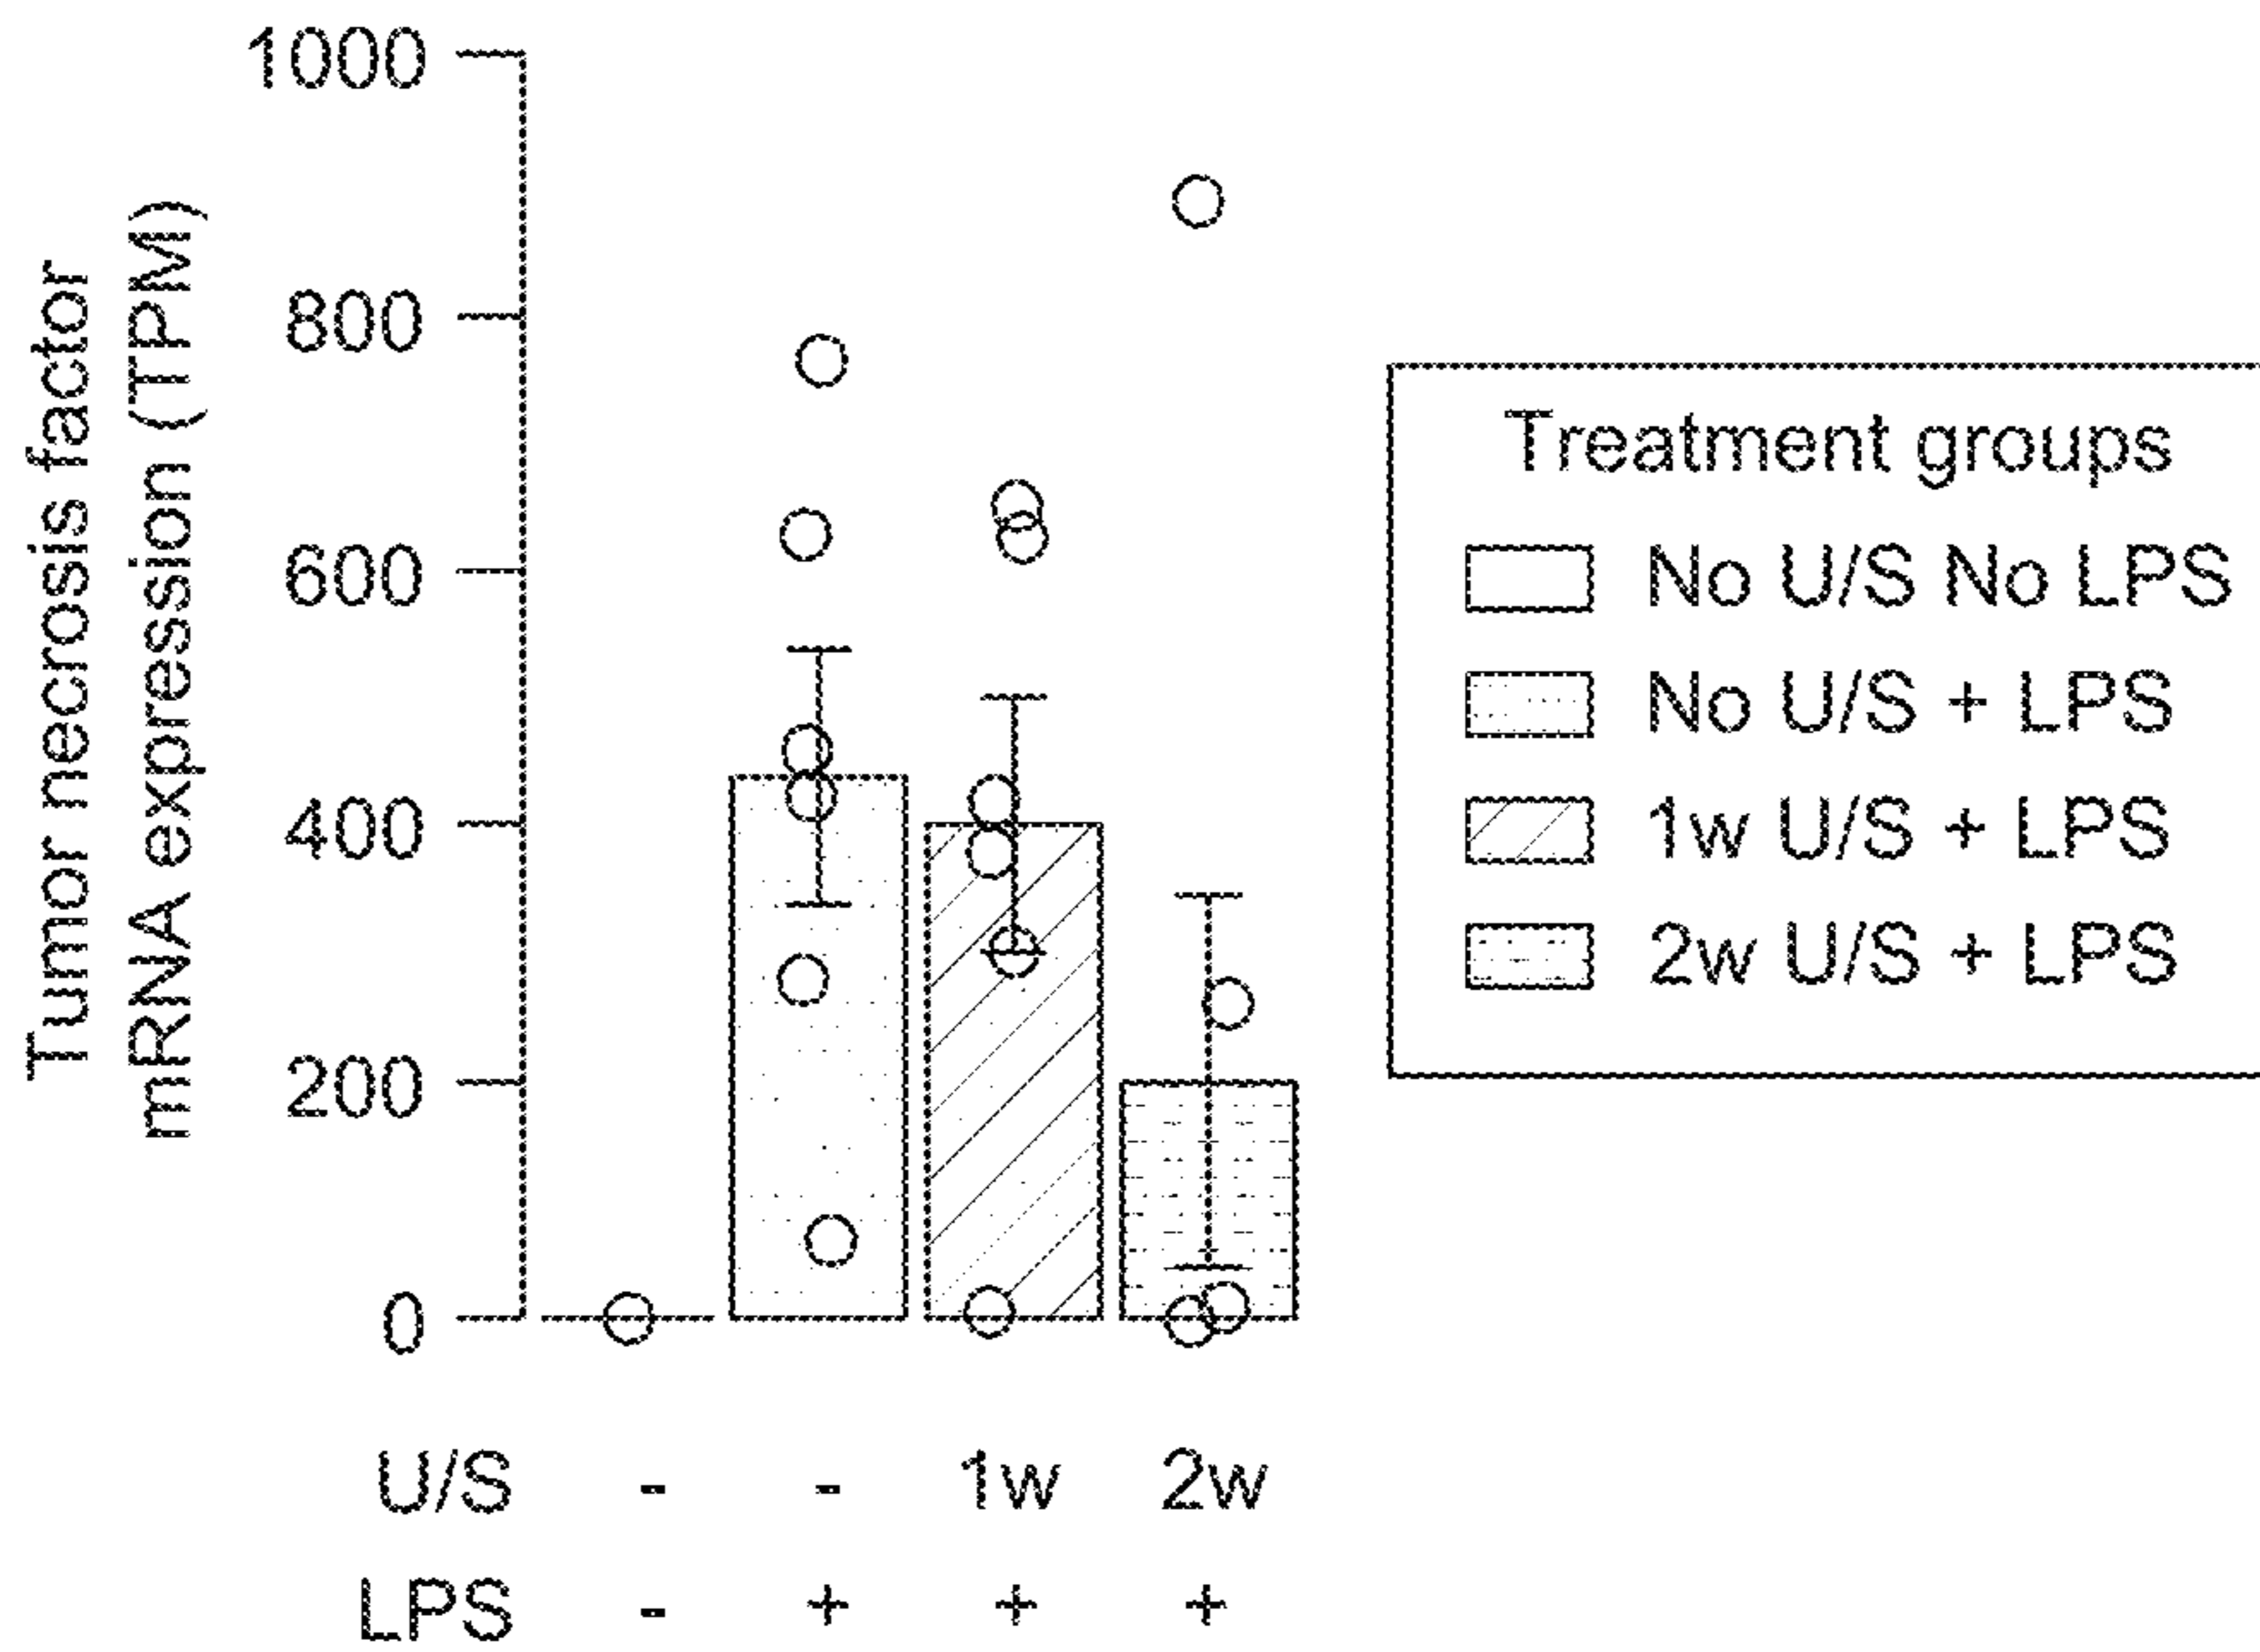 Tumor necrosis factor
mRNA expression (TPM)
1000
800
600
400
200
0
Treatment groups
No U/S No LPS
No U/S + LPS
1w U/S + LPS
2w U/S + LPS
U/S - - 1w 2w
LPS - + + +